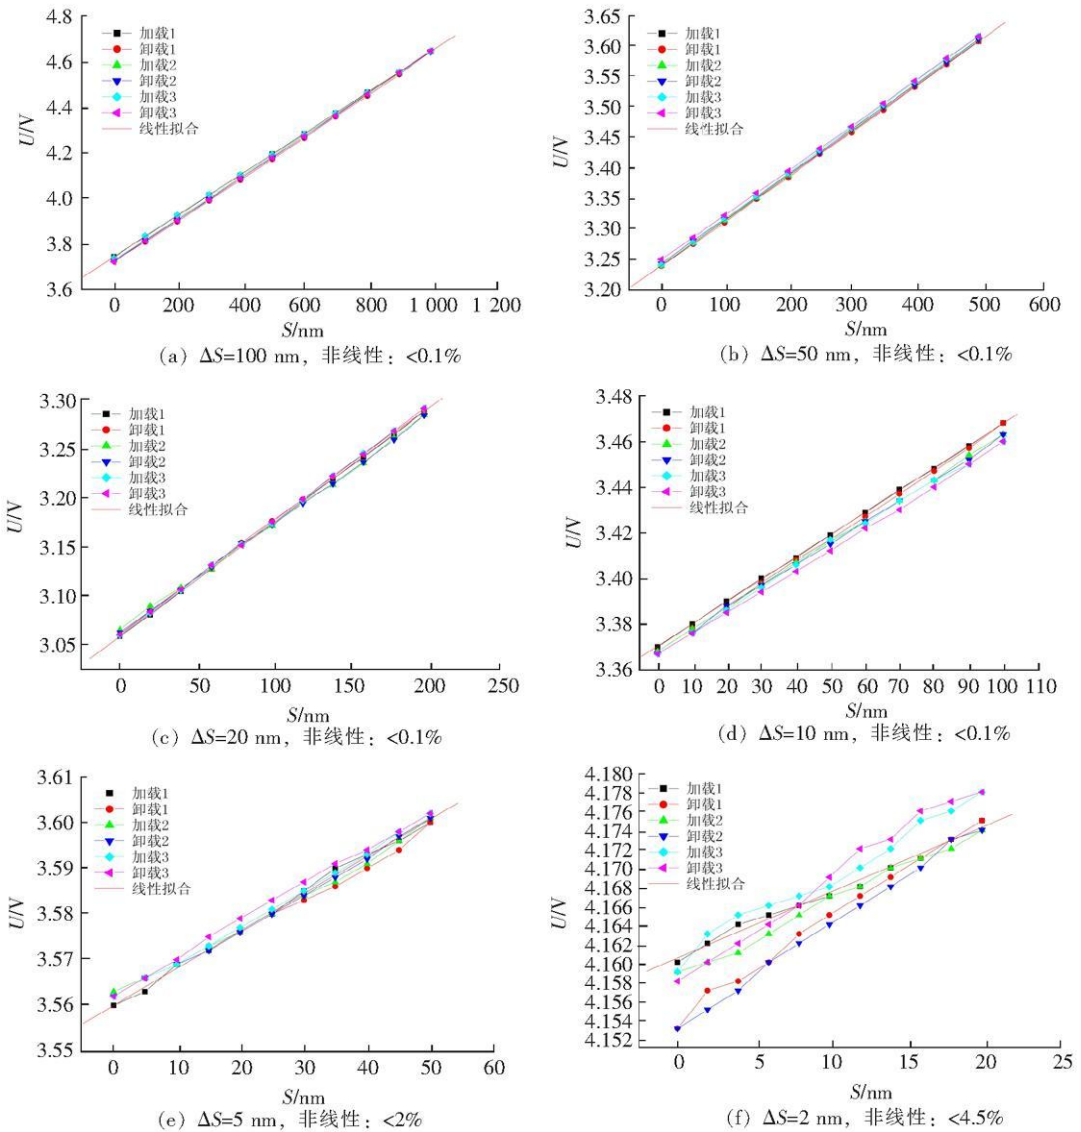 4.8
4.6
4.4
4.2
4.0
3.8
3.6
U/V
加载1
卸载1
加载2
卸载2
加载3
卸载3
线性拟合
0 200 400 600 800 1 000 1 200
S/nm
(a) ΔS=100 nm，非线性：<0.1%
3.65
3.60
3.55
3.50
3.45
3.40
3.35
3.30
3.25
3.20
U/V
加载1
卸载1
加载2
卸载2
加载3
卸载3
线性拟合
0 100 200 300 400 500 600
S/nm
(b) ΔS=50 nm，非线性：<0.1%
3.30
3.25
3.20
3.15
3.10
3.05
U/V
加载1
卸载1
加载2
卸载2
加载3
卸载3
线性拟合
0 50 100 150 200 250
S/nm
(c) ΔS=20 nm，非线性：<0.1%
3.48
3.46
3.44
3.42
3.40
3.38
3.36
U/V
加载1
卸载1
加载2
卸载2
加载3
卸载3
线性拟合
0 10 20 30 40 50 60 70 80 90 100 110
S/nm
(d) ΔS=10 nm，非线性：<0.1%
3.61
3.60
3.59
3.58
3.57
3.56
3.55
U/V
加载1
卸载1
加载2
卸载2
加载3
卸载3
线性拟合
0 10 20 30 40 50 60
S/nm
(e) ΔS=5 nm，非线性：<2%
4.180
4.178
4.176
4.174
4.172
4.170
4.168
4.166
4.164
4.162
4.160
4.158
4.156
4.154
4.152
U/V
加载1
卸载1
加载2
卸载2
加载3
卸载3
线性拟合
0 5 10 15 20 25
S/nm
(f) ΔS=2 nm，非线性：<4.5%